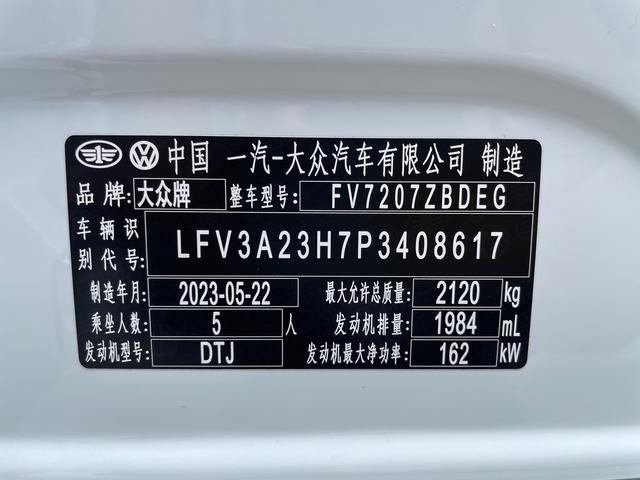 中国 一汽-大众汽车有限公司 制造
品牌: 大众牌 整车型号: FV7207ZBDEG
车辆识别代号: LFV3A23H7P3408617
制造年月: 2023-05-22 最大允许总质量: 2120 kg
乘坐人数: 5 人 发动机排量: 1984 mL
发动机型号: DTJ 发动机最大净功率: 162 kW